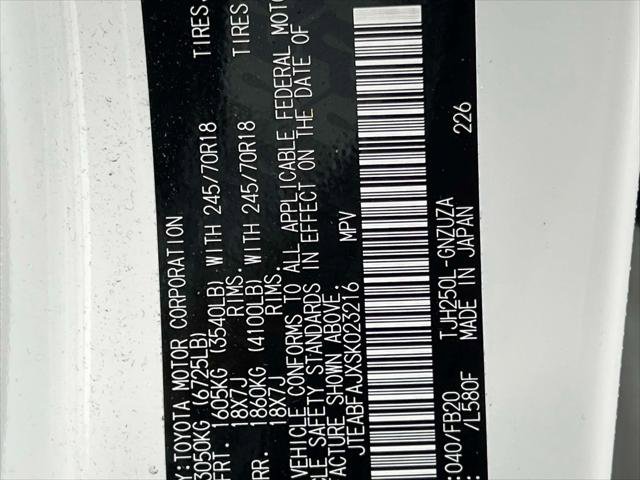 Y:TOYOTA MOTOR CORPORATION
3050KG (6725LB)
FRT. 1605KG (3540LB) WITH 245/70R18 TIRES,
18X7J RIMS.
RR. 1860KG (4100LB) WITH 245/70R18 TIRES
18X7J RIMS.
VEHICLE CONFORMS TO ALL APPLICABLE FEDERAL MOTO
CLE SAFETY STANDARDS IN EFFECT ON THE DATE OF
FACTURE SHOWN ABOVE.
JTEABFAJXSK023216 MPV
:040/FB20 TJH250L-GNZUZA
/L580F MADE IN JAPAN 226